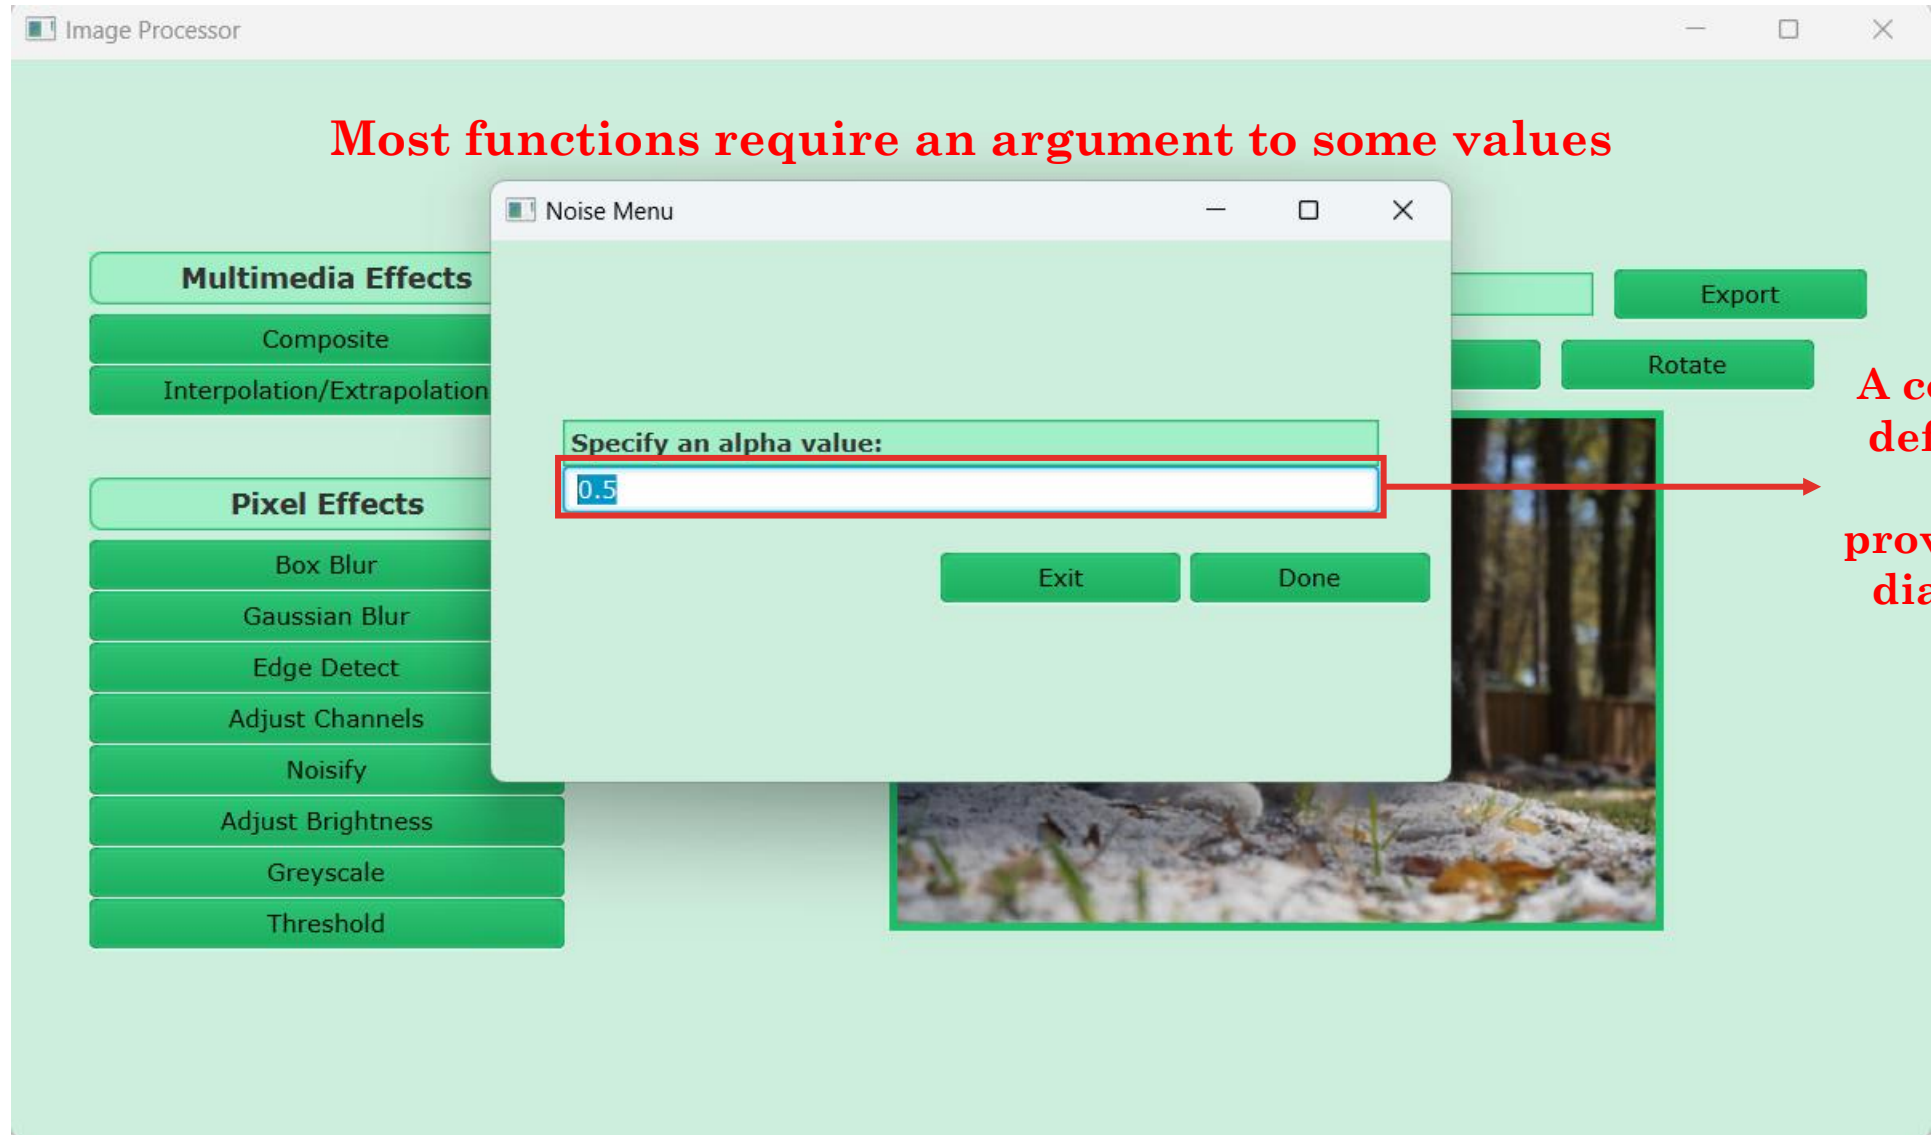 Image Processor
Most functions require an argument to some values
Noise Menu
Multimedia Effects
Composite
Interpolation/Extrapolation
Export
Rotate
Specify an alpha value:
0.5
Exit
Done
Pixel Effects
Box Blur
Gaussian Blur
Edge Detect
Adjust Channels
Noisify
Adjust Brightness
Greyscale
Threshold
A